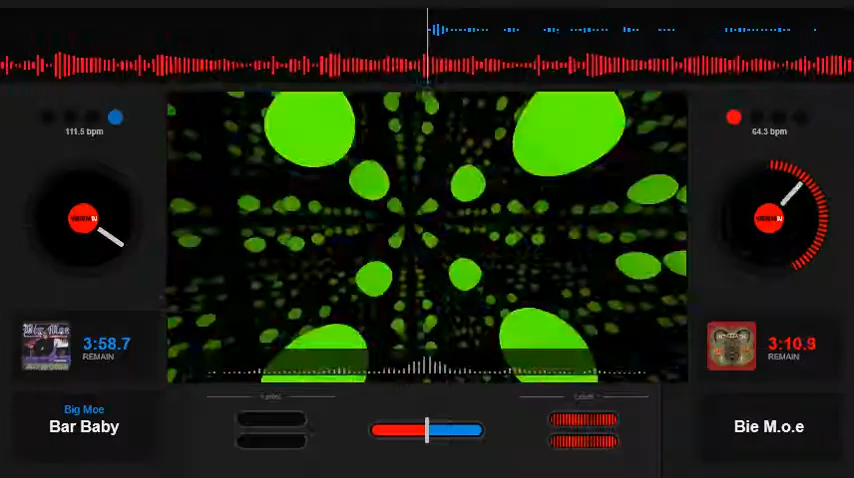 111.5 bpm
64.3 bpm
3:58.7
REMAIN
3:10.9
REMAIN
Big Moe
Bar Baby
Bie M.o.e